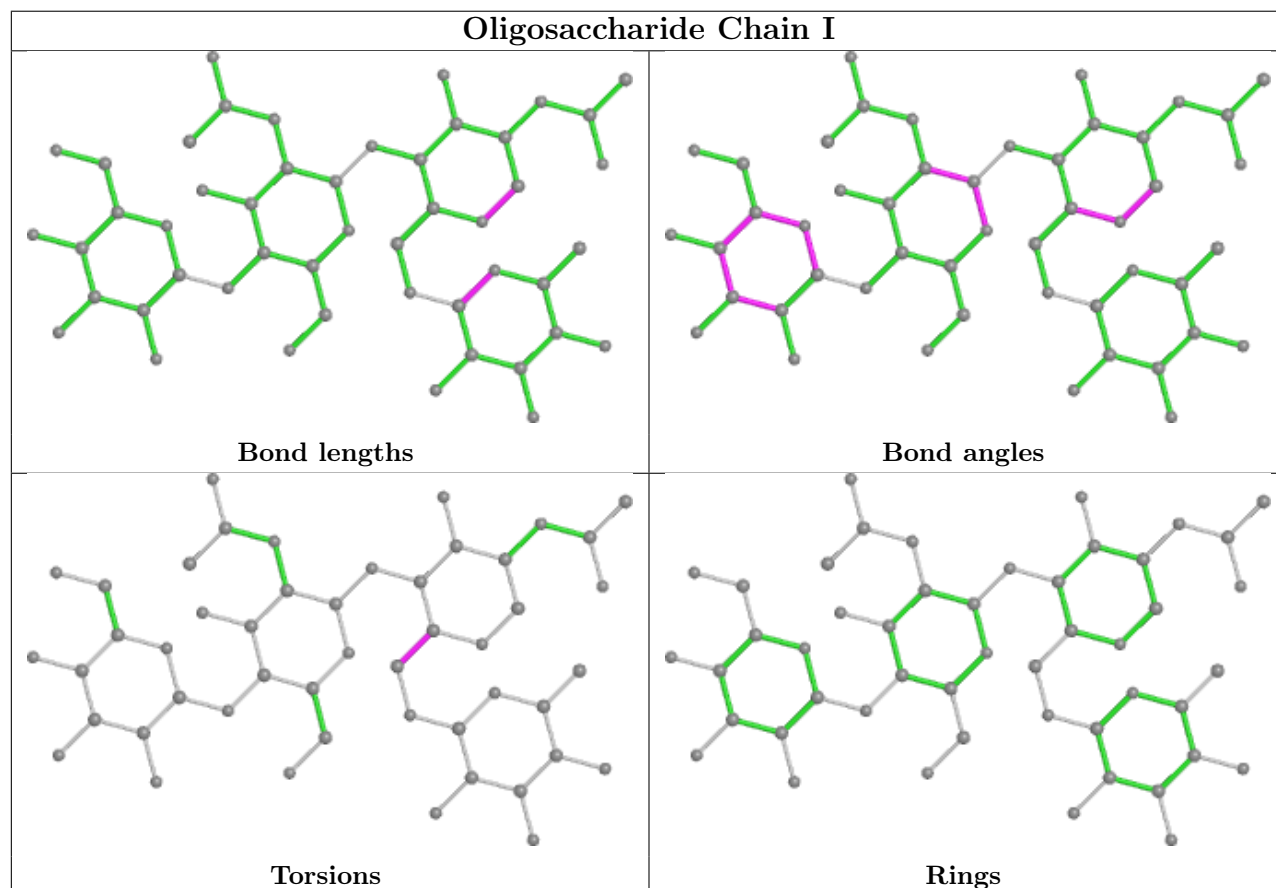 Oligosaccharide Chain I
Bond lengths
Bond angles
Torsions
Rings